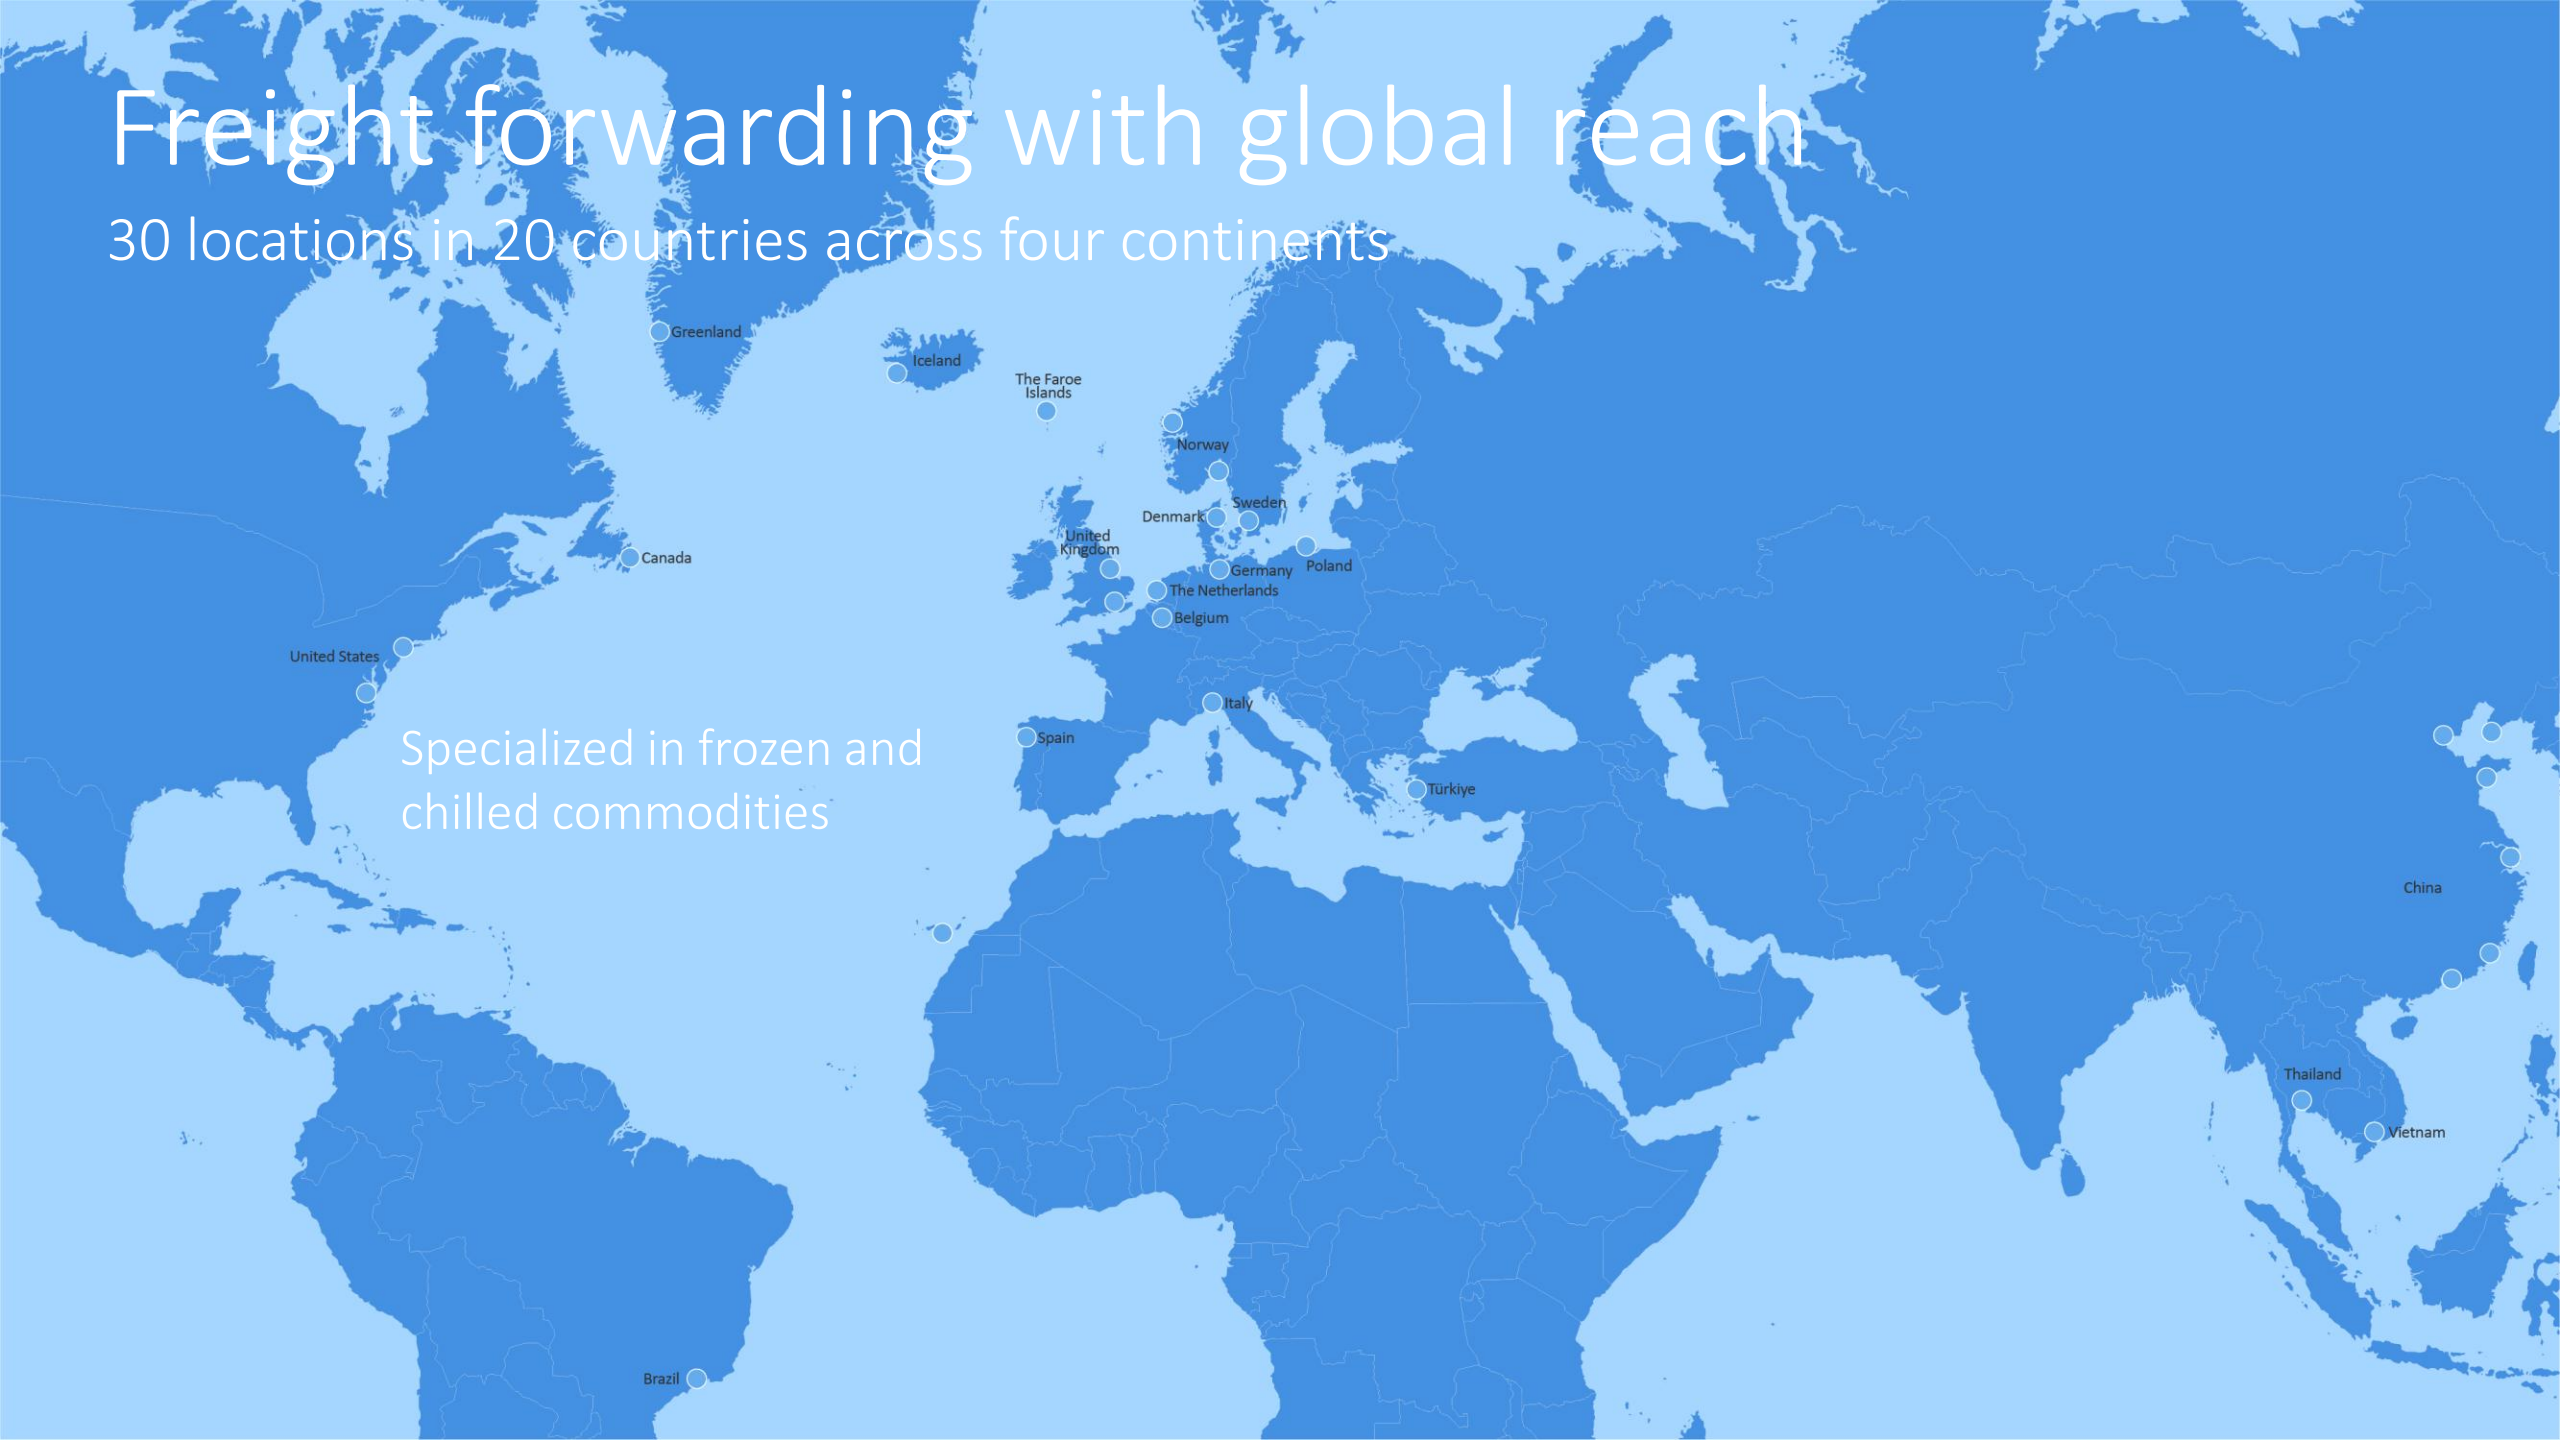 Freight forwarding with global reach
30 locations in 20 countries across four continents
Greenland
Iceland
The Faroe
Islands
Norway
Sweden
Denmark
United
Kingdom
Canada
Germany
Poland
The Netherlands
Belgium
United States
Italy
Spain
Specialized in frozen and
chilled commodities
Türkiye
China
Thailand
Vietnam
Brazil